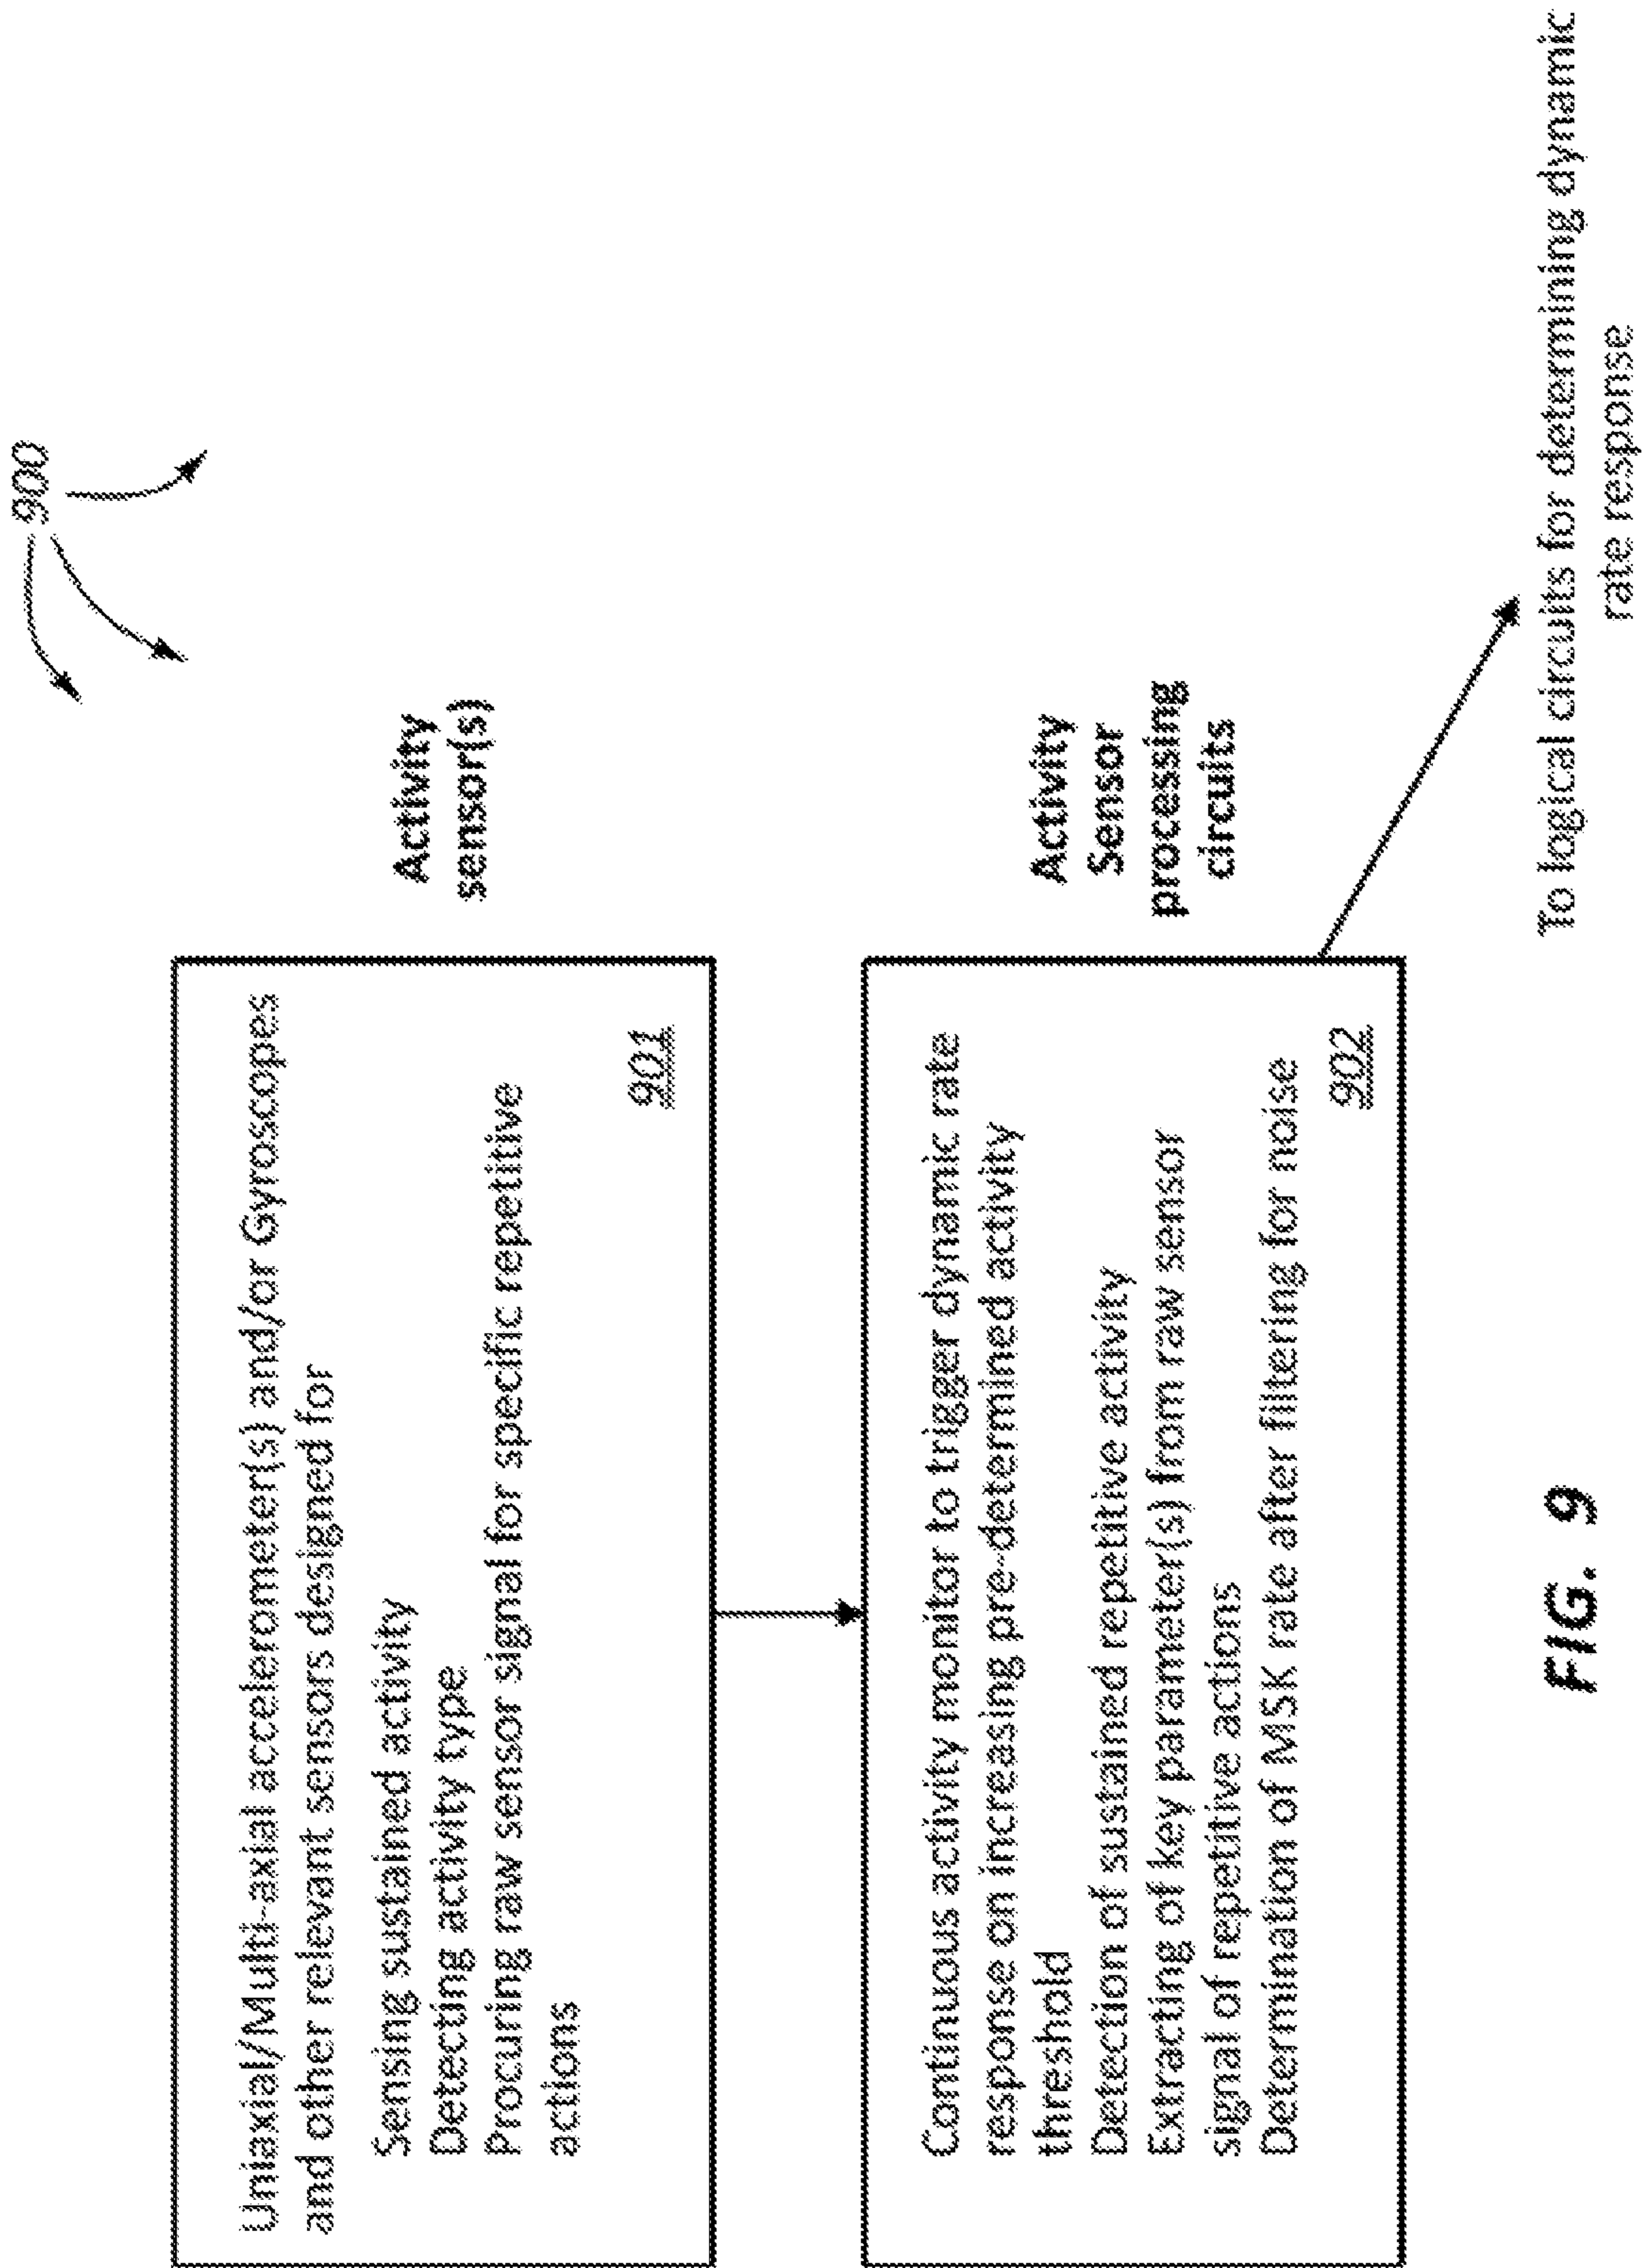 900
Uniaxial/Multi-axial accelerometer(s) and/or Gyroscopes
and other relevant sensors designed for
Sensing sustained activity
Detecting activity type
Procuring raw sensor signal for specific repetitive
actions
901
Activity
sensor(s)
Continuous activity monitor to trigger dynamic rate
response on increasing pre-determined activity
threshold
Detection of sustained repetitive activity
Extracting of key parameter(s) from raw sensor
signal of repetitive actions
Determination of MSK rate after filtering for noise
902
Activity
Sensor
processing
circuits
To logical circuits for determining dynamic
rate response
FIG. 9